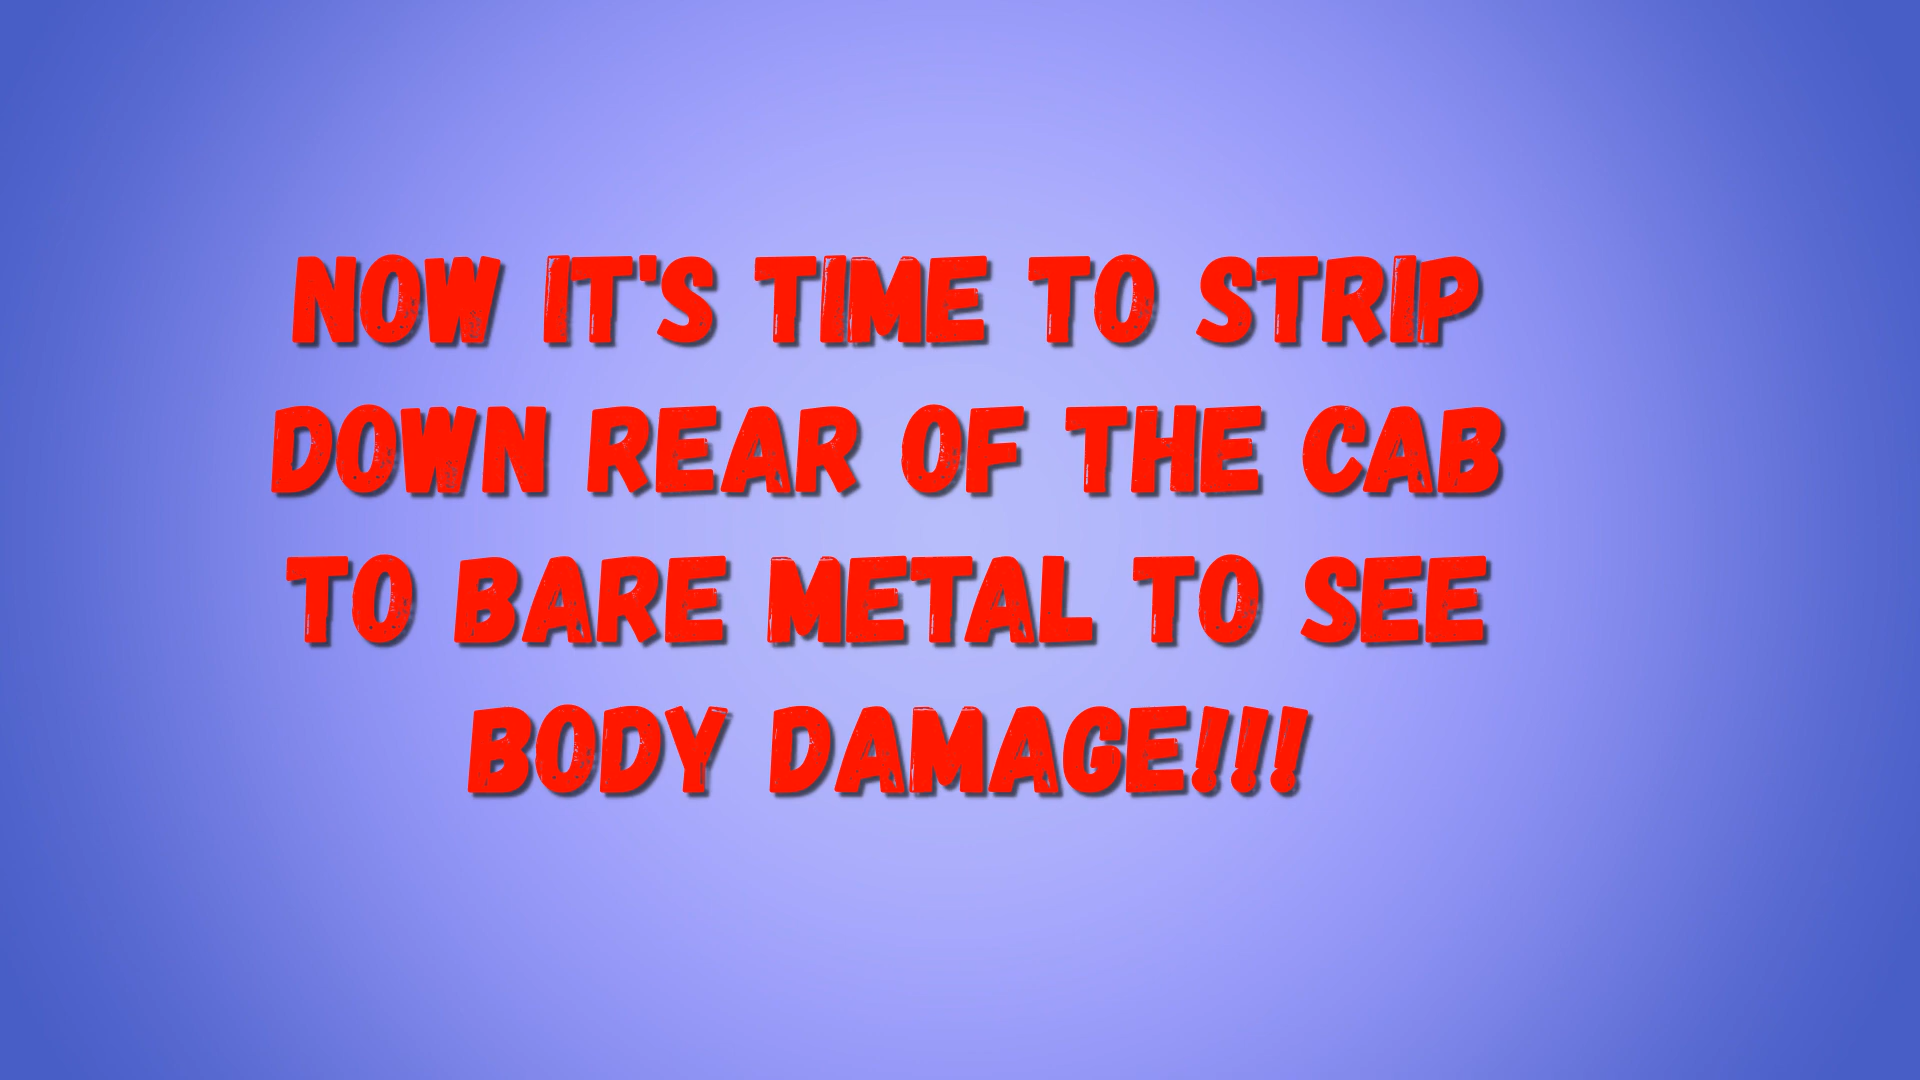 NOW IT'S TIME TO STRIP
DOWN REAR OF THE CAB
TO BARE METAL TO SEE
BODY DAMAGE!!!